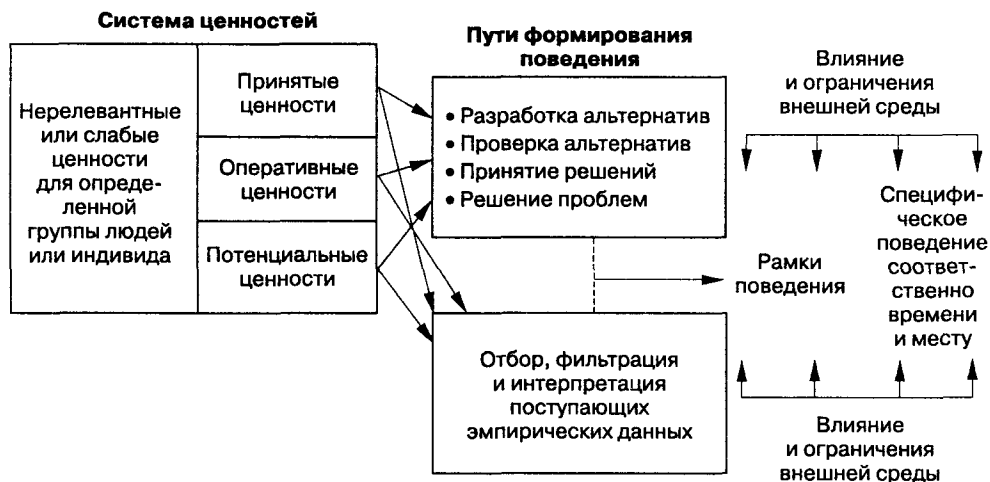 Система ценностей
Нерелевантные
или слабые
ценности
для опреде-
ленной
группы людей
или индивида
Принятые
ценности
Оперативные
ценности
Потенциальные
ценности
Пути формирования
поведения
• Разработка альтернатив
• Проверка альтернатив
• Принятие решений
• Решение проблем
Отбор, фильтрация
и интерпретация
поступающих
эмпирических данных
Влияние
и ограничения
внешней среды
Рамки
поведения
Специфи-
ческое
поведение
соответ-
ственно
времени
и месту
Влияние
и ограничения
внешней среды